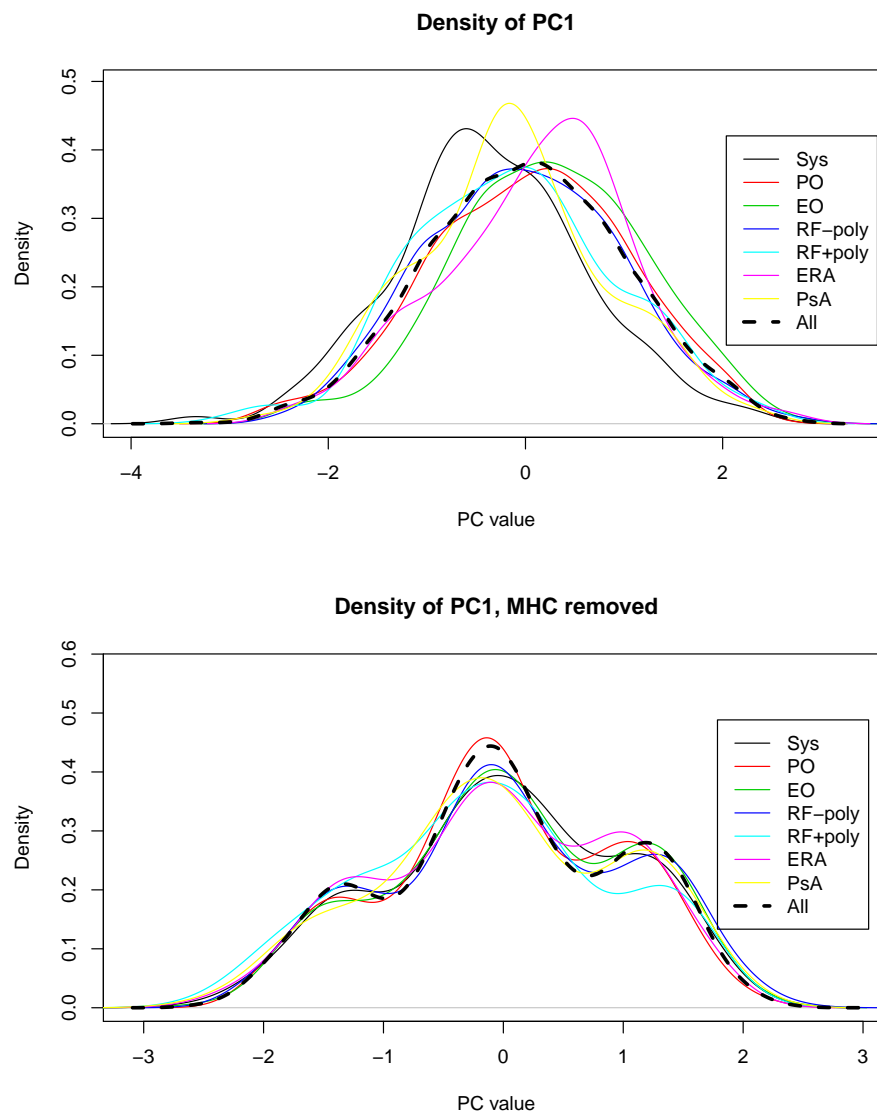 Density of PC1
Density
0.0
0.1
0.2
0.3
0.4
0.5
−4
−2
0
2
PC value
Sys
PO
EO
RF−poly
RF+poly
ERA
PsA
All
Density of PC1, MHC removed
Density
0.0
0.1
0.2
0.3
0.4
0.5
0.6
−3
−2
−1
0
1
2
3
PC value
Sys
PO
EO
RF−poly
RF+poly
ERA
PsA
All